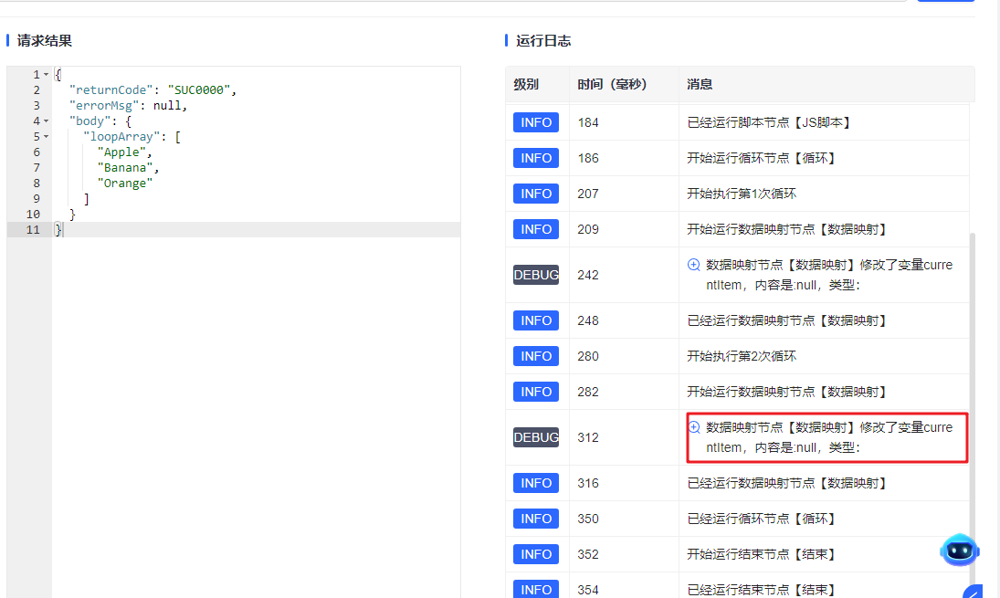 请求结果
1 {
2 "returnCode": "SUC0000",
3 "errorMsg": null,
4 "body": {
5 "loopArray": [
6 "Apple",
7 "Banana",
8 "Orange"
9 ]
10 }
11 }
运行日志
级别 时间（毫秒） 消息
INFO 184 已经运行脚本节点【JS脚本】
INFO 186 开始运行循环节点【循环】
INFO 207 开始执行第1次循环
INFO 209 开始运行数据映射节点【数据映射】
DEBUG 242 数据映射节点【数据映射】修改了变量curre
ntItem，内容是:null，类型：
INFO 248 已经运行数据映射节点【数据映射】
INFO 280 开始执行第2次循环
INFO 282 开始运行数据映射节点【数据映射】
DEBUG 312 数据映射节点【数据映射】修改了变量curre
ntItem，内容是:null，类型：
INFO 316 已经运行数据映射节点【数据映射】
INFO 350 已经运行循环节点【循环】
INFO 352 开始运行结束节点【结束】
INFO 354 已经运行结束节点【结束】